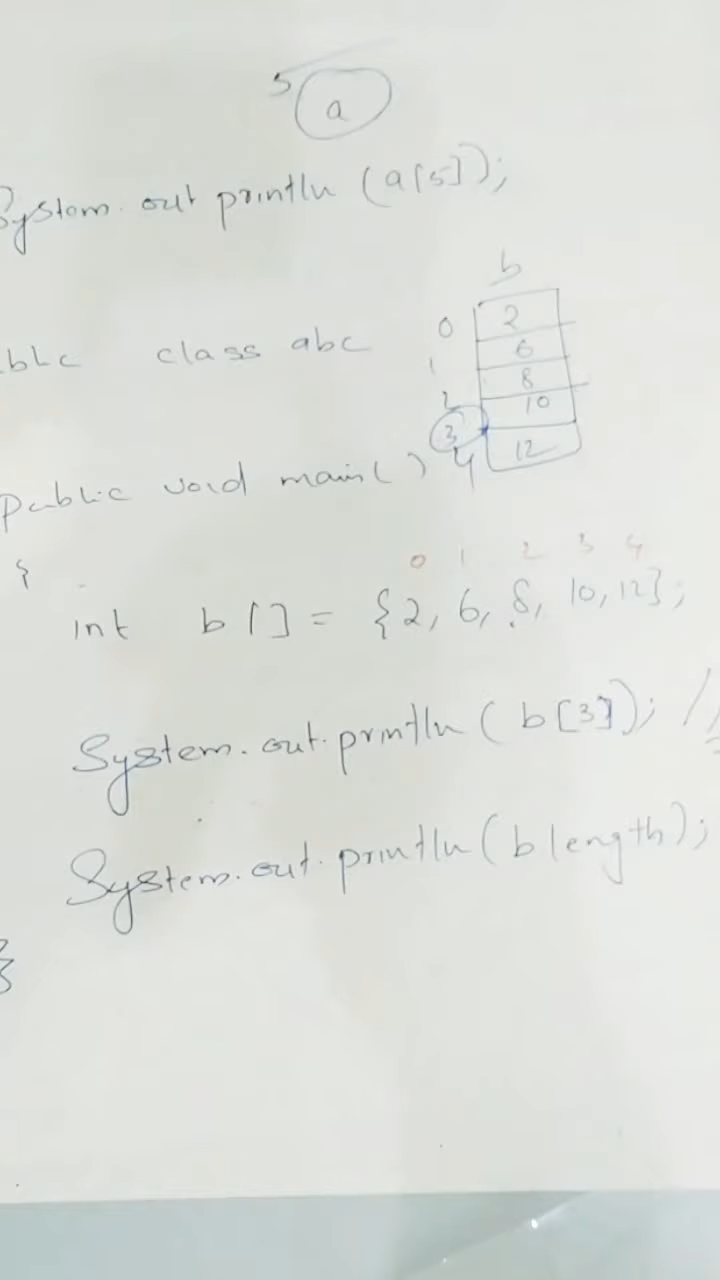 5
a
System.out println (a[5]);
b
0 2
blc class abc
1 6
2 8
3 10
public void main()
4 12
{
0 1 2 3 4
int b[] = {2, 6, 8, 10, 12};
System.out.println( b[3]); //
System.out.println(b length);
}